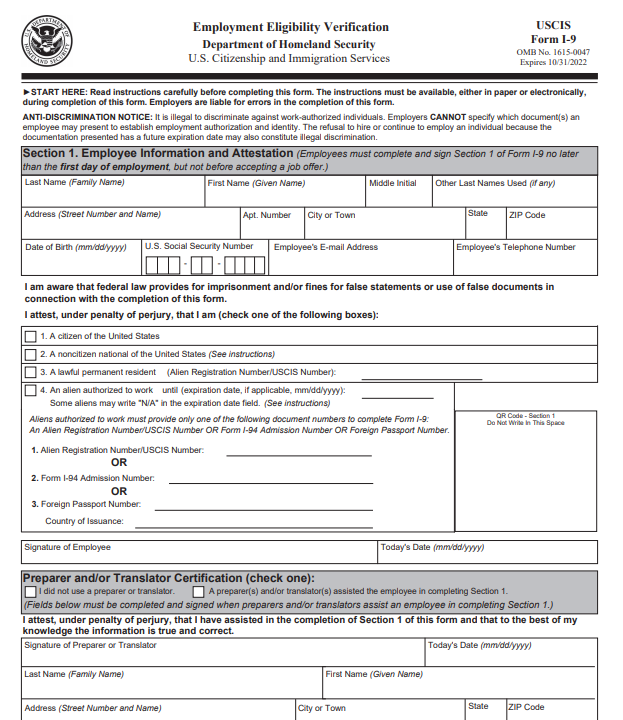 Employment Eligibility Verification
Department of Homeland Security
U.S. Citizenship and Immigration Services
USCIS
Form I-9
OMB No. 1615-0047
Expires 10/31/2022
►START HERE: Read instructions carefully before completing this form. The instructions must be available, either in paper or electronically,
during completion of this form. Employers are liable for errors in the completion of this form.
ANTI-DISCRIMINATION NOTICE: It is illegal to discriminate against work-authorized individuals. Employers CANNOT specify which document(s) an
employee may present to establish employment authorization and identity. The refusal to hire or continue to employ an individual because the
documentation presented has a future expiration date may also constitute illegal discrimination.
Section 1. Employee Information and Attestation (Employees must complete and sign Section 1 of Form I-9 no later
than the first day of employment, but not before accepting a job offer.)
Last Name (Family Name) First Name (Given Name) Middle Initial Other Last Names Used (if any)
Address (Street Number and Name) Apt. Number City or Town State ZIP Code
Date of Birth (mm/dd/yyyy) U.S. Social Security Number Employee's E-mail Address Employee's Telephone Number
- -
I am aware that federal law provides for imprisonment and/or fines for false statements or use of false documents in
connection with the completion of this form.
I attest, under penalty of perjury, that I am (check one of the following boxes):
1. A citizen of the United States
2. A noncitizen national of the United States (See instructions)
3. A lawful permanent resident (Alien Registration Number/USCIS Number):
4. An alien authorized to work until (expiration date, if applicable, mm/dd/yyyy):
Some aliens may write "N/A" in the expiration date field. (See instructions)
Aliens authorized to work must provide only one of the following document numbers to complete Form I-9:
An Alien Registration Number/USCIS Number OR Form I-94 Admission Number OR Foreign Passport Number.
1. Alien Registration Number/USCIS Number:
OR
2. Form I-94 Admission Number:
OR
3. Foreign Passport Number:
Country of Issuance:
QR Code - Section 1
Do Not Write In This Space
Signature of Employee Today's Date (mm/dd/yyyy)
Preparer and/or Translator Certification (check one):
I did not use a preparer or translator. A preparer(s) and/or translator(s) assisted the employee in completing Section 1.
(Fields below must be completed and signed when preparers and/or translators assist an employee in completing Section 1.)
I attest, under penalty of perjury, that I have assisted in the completion of Section 1 of this form and that to the best of my
knowledge the information is true and correct.
Signature of Preparer or Translator Today's Date (mm/dd/yyyy)
Last Name (Family Name) First Name (Given Name)
Address (Street Number and Name) City or Town State ZIP Code